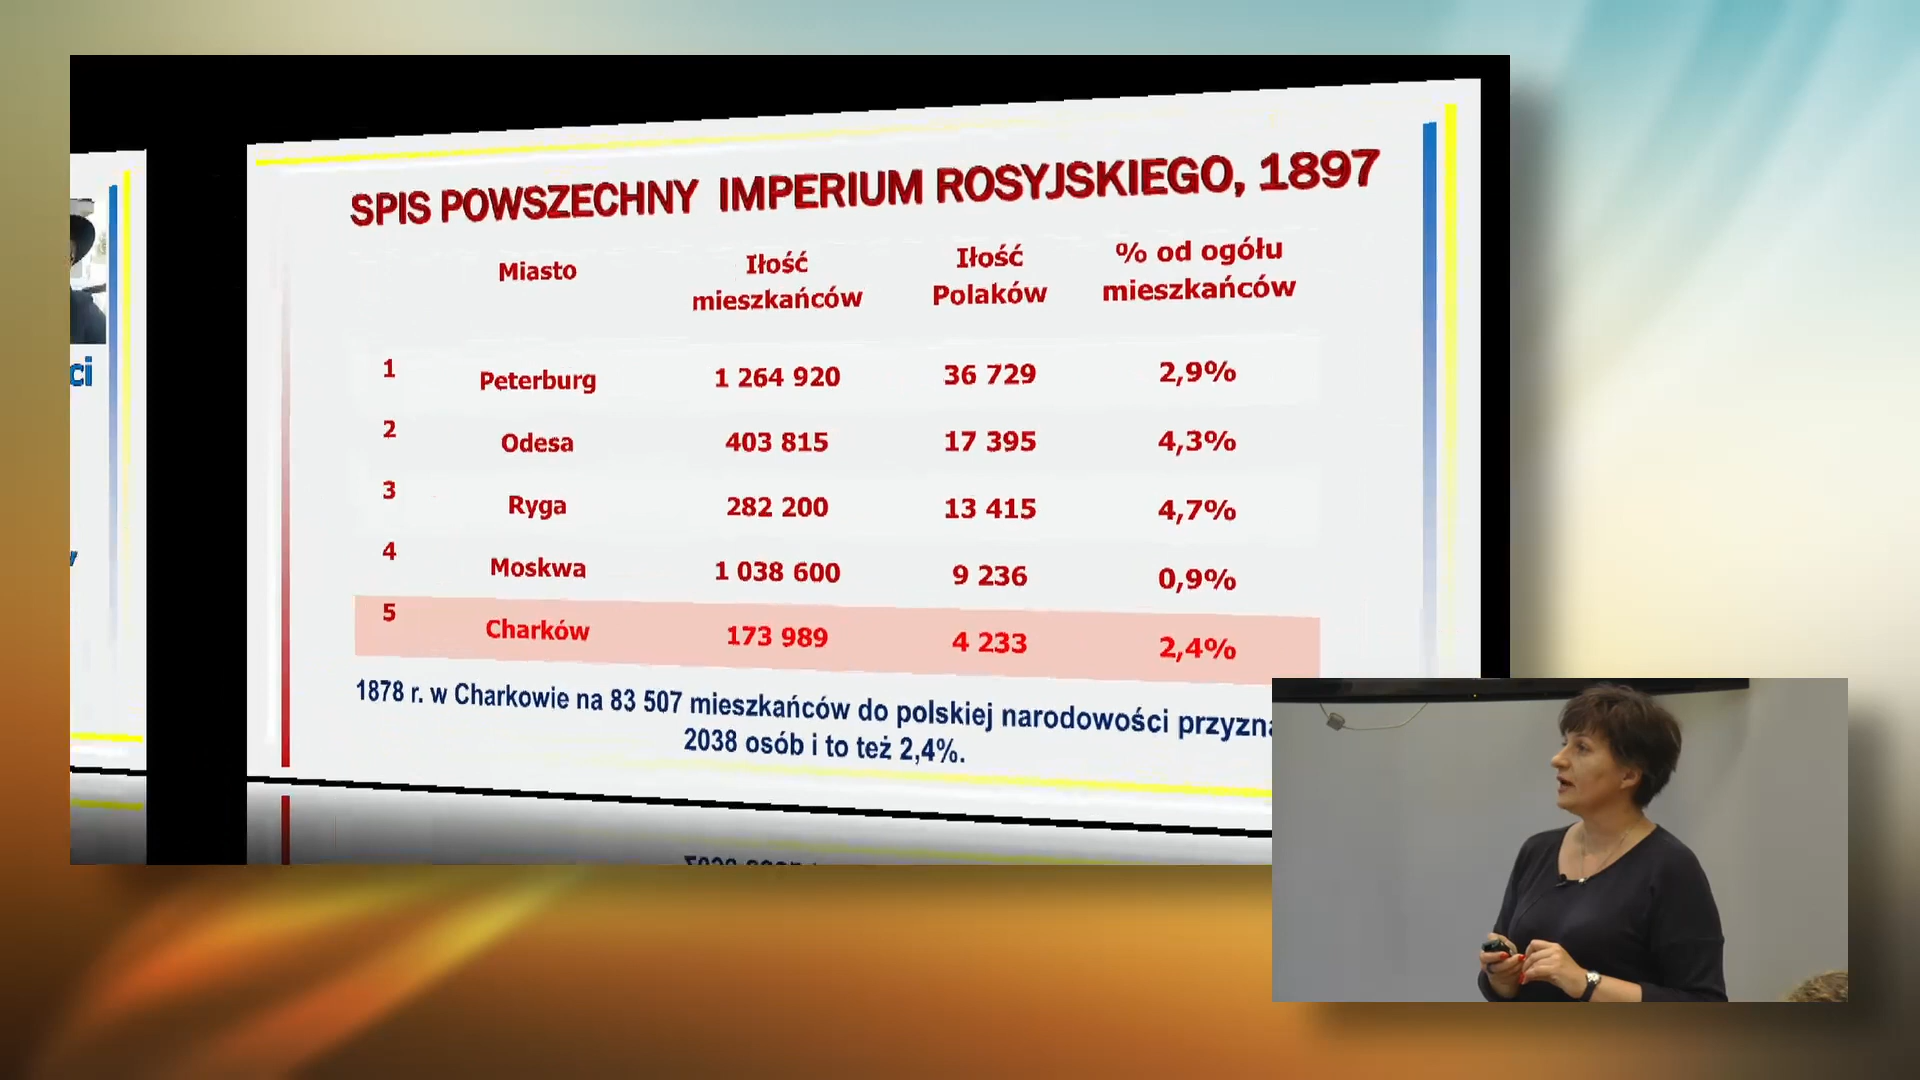 SPIS POWSZECHNY IMPERIUM ROSYJSKIEGO, 1897
Miasto Iłość mieszkańców Iłość Polaków % od ogółu mieszkańców
1 Peterburg 1 264 920 36 729 2,9%
2 Odesa 403 815 17 395 4,3%
3 Ryga 282 200 13 415 4,7%
4 Moskwa 1 038 600 9 236 0,9%
5 Charków 173 989 4 233 2,4%
1878 r. w Charkowie na 83 507 mieszkańców do polskiej narodowości
2038 osób i to też 2,4%.
ci